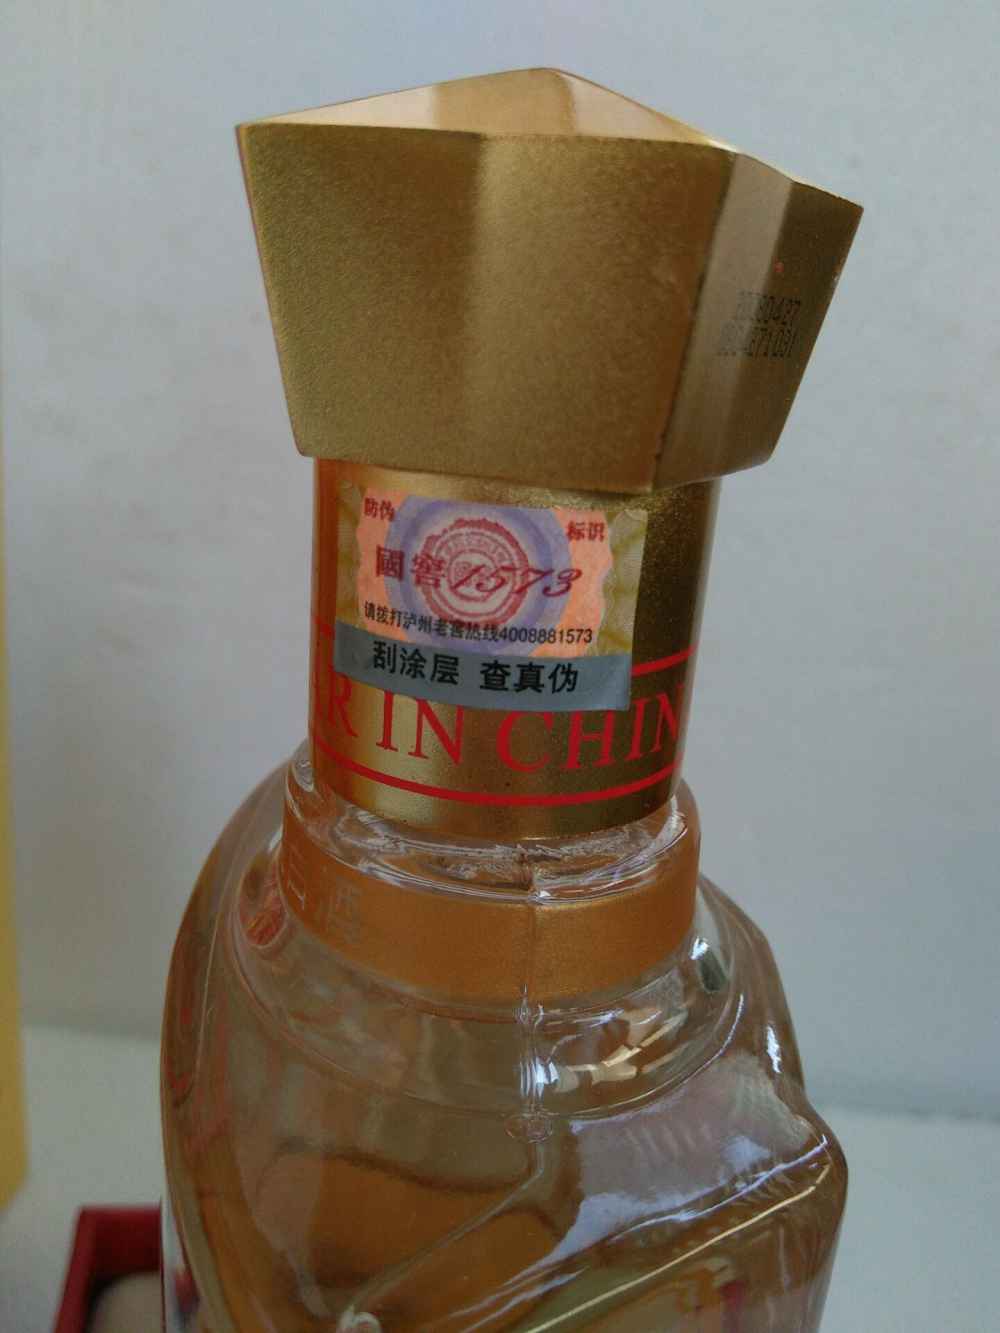 防伪
标识
國窖1573
请拨打泸州老窖热线4008881573
刮涂层 查真伪
R IN CHIN
酒